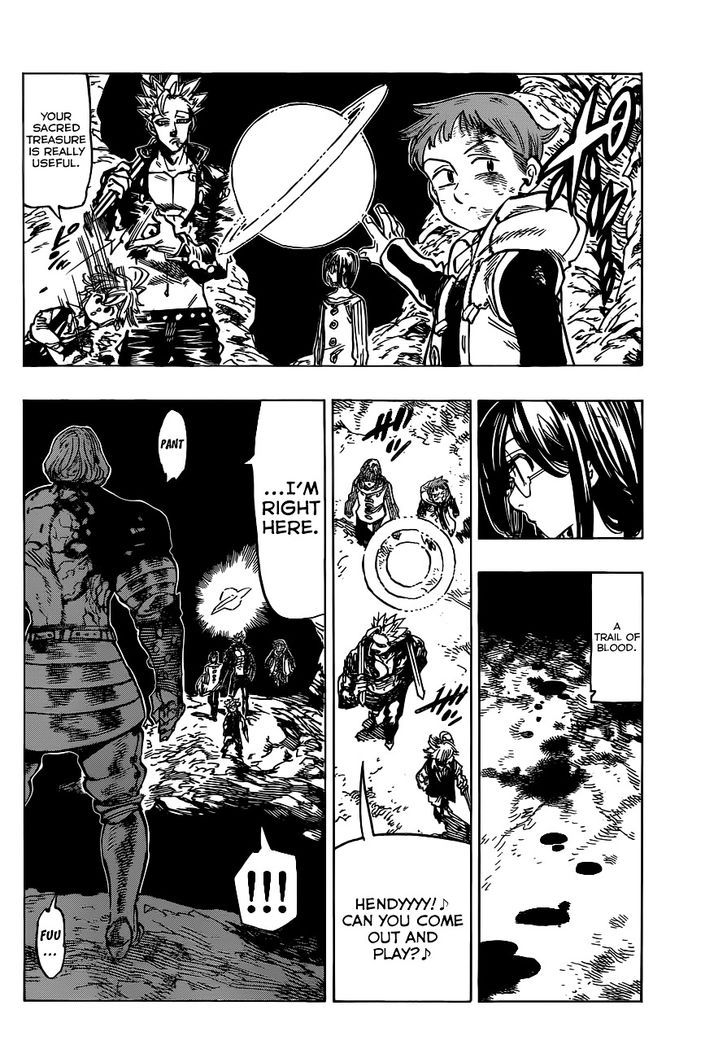 YOUR
SACRED
TREASURE
IS REALLY
USEFUL.
A
TRAIL OF
BLOOD.
HENDYYYY!♪
CAN YOU COME
OUT AND
PLAY?♪
...I'M
RIGHT
HERE.
PANT
!!!
FUU
...